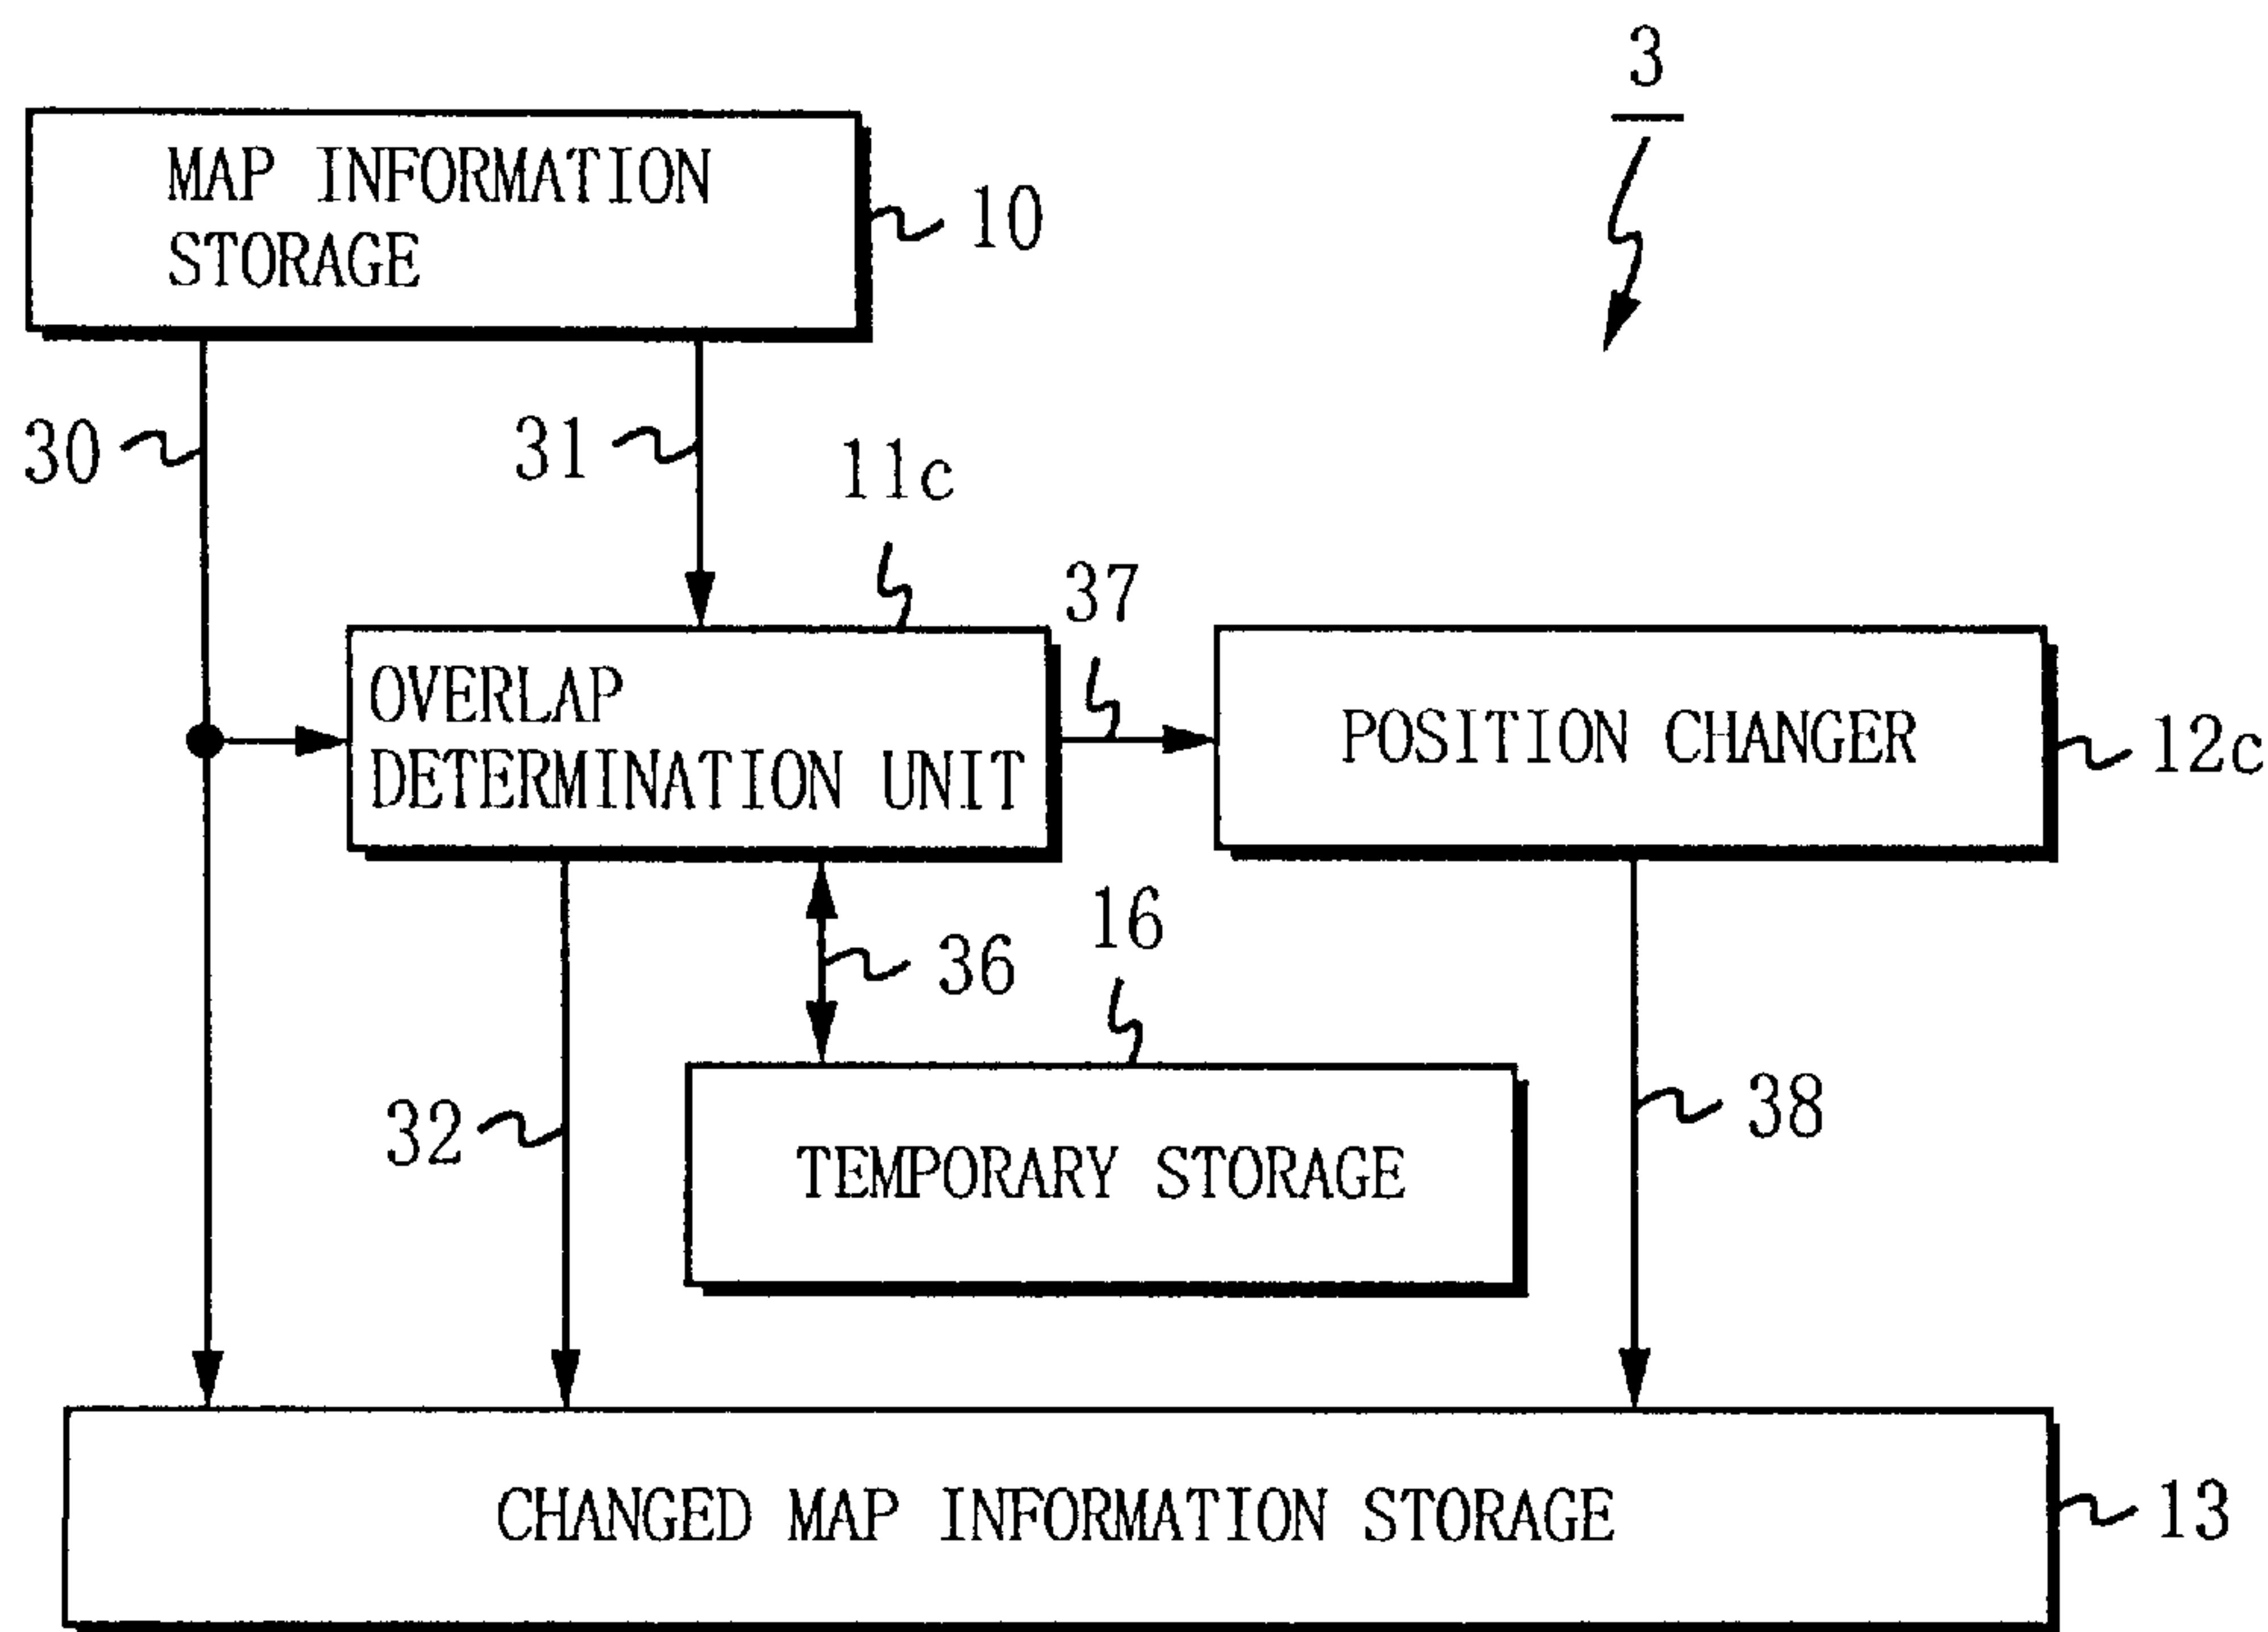 3
MAP INFORMATION
STORAGE
10
30
31
11c
37
OVERLAP
DETERMINATION UNIT
POSITION CHANGER
12c
36
16
32
38
TEMPORARY STORAGE
CHANGED MAP INFORMATION STORAGE
13